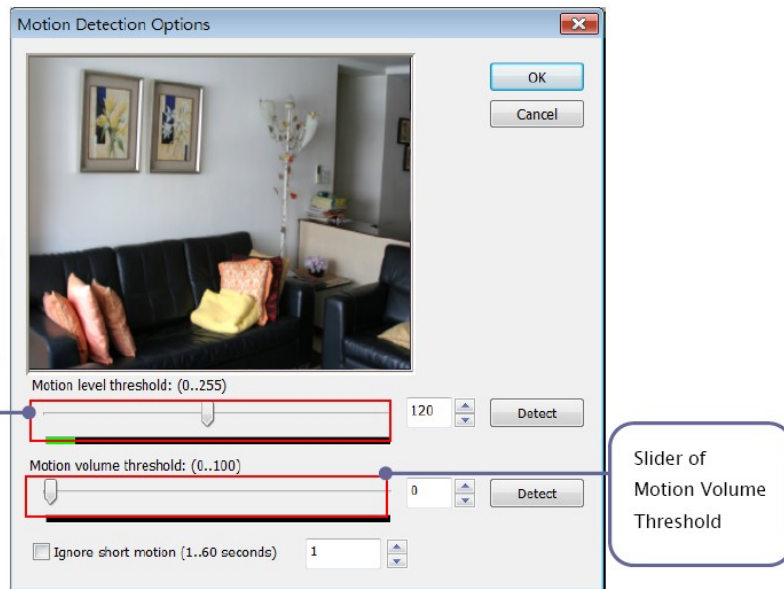 Motion Detection Options
OK
Cancel
Motion level threshold: (0..255)
120
Detect
Motion volume threshold: (0..100)
0
Detect
Ignore short motion (1..60 seconds)
1
Slider of
Motion Volume
Threshold